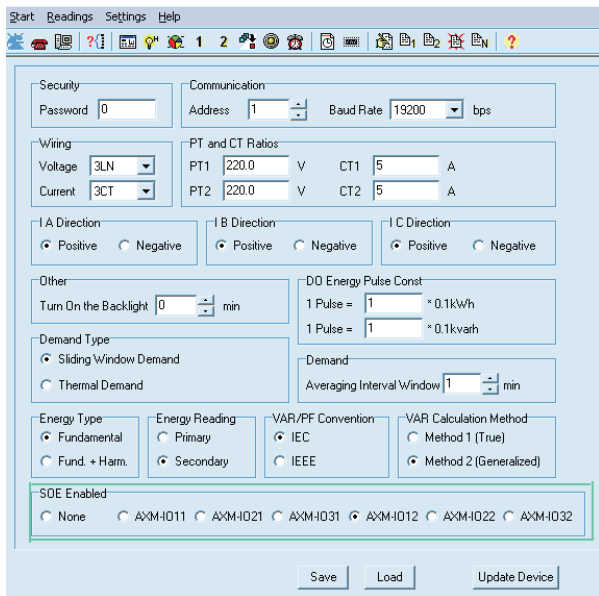 Start Readings Settings Help
?{} 1 2 1 2 N ?
Security
Password 0
Communication
Address 1 Baud Rate 19200 bps
Wiring
Voltage 3LN
Current 3CT
PT and CT Ratios
PT1 220.0 V CT1 5 A
PT2 220.0 V CT2 5 A
I A Direction
Positive Negative
I B Direction
Positive Negative
I C Direction
Positive Negative
Other
Turn On the Backlight 0 min
DO Energy Pulse Const
1 Pulse = 1 * 0.1kWh
1 Pulse = 1 * 0.1kvarh
Demand Type
Sliding Window Demand
Thermal Demand
Demand
Averaging Interval Window 1 min
Energy Type
Fundamental
Fund. + Harm.
Energy Reading
Primary
Secondary
VAR/PF Convention
IEC
IEEE
VAR Calculation Method
Method 1 (True)
Method 2 (Generalized)
SOE Enabled
None AXM-IO11 AXM-IO21 AXM-IO31 AXM-IO12 AXM-IO22 AXM-IO32
Save Load Update Device